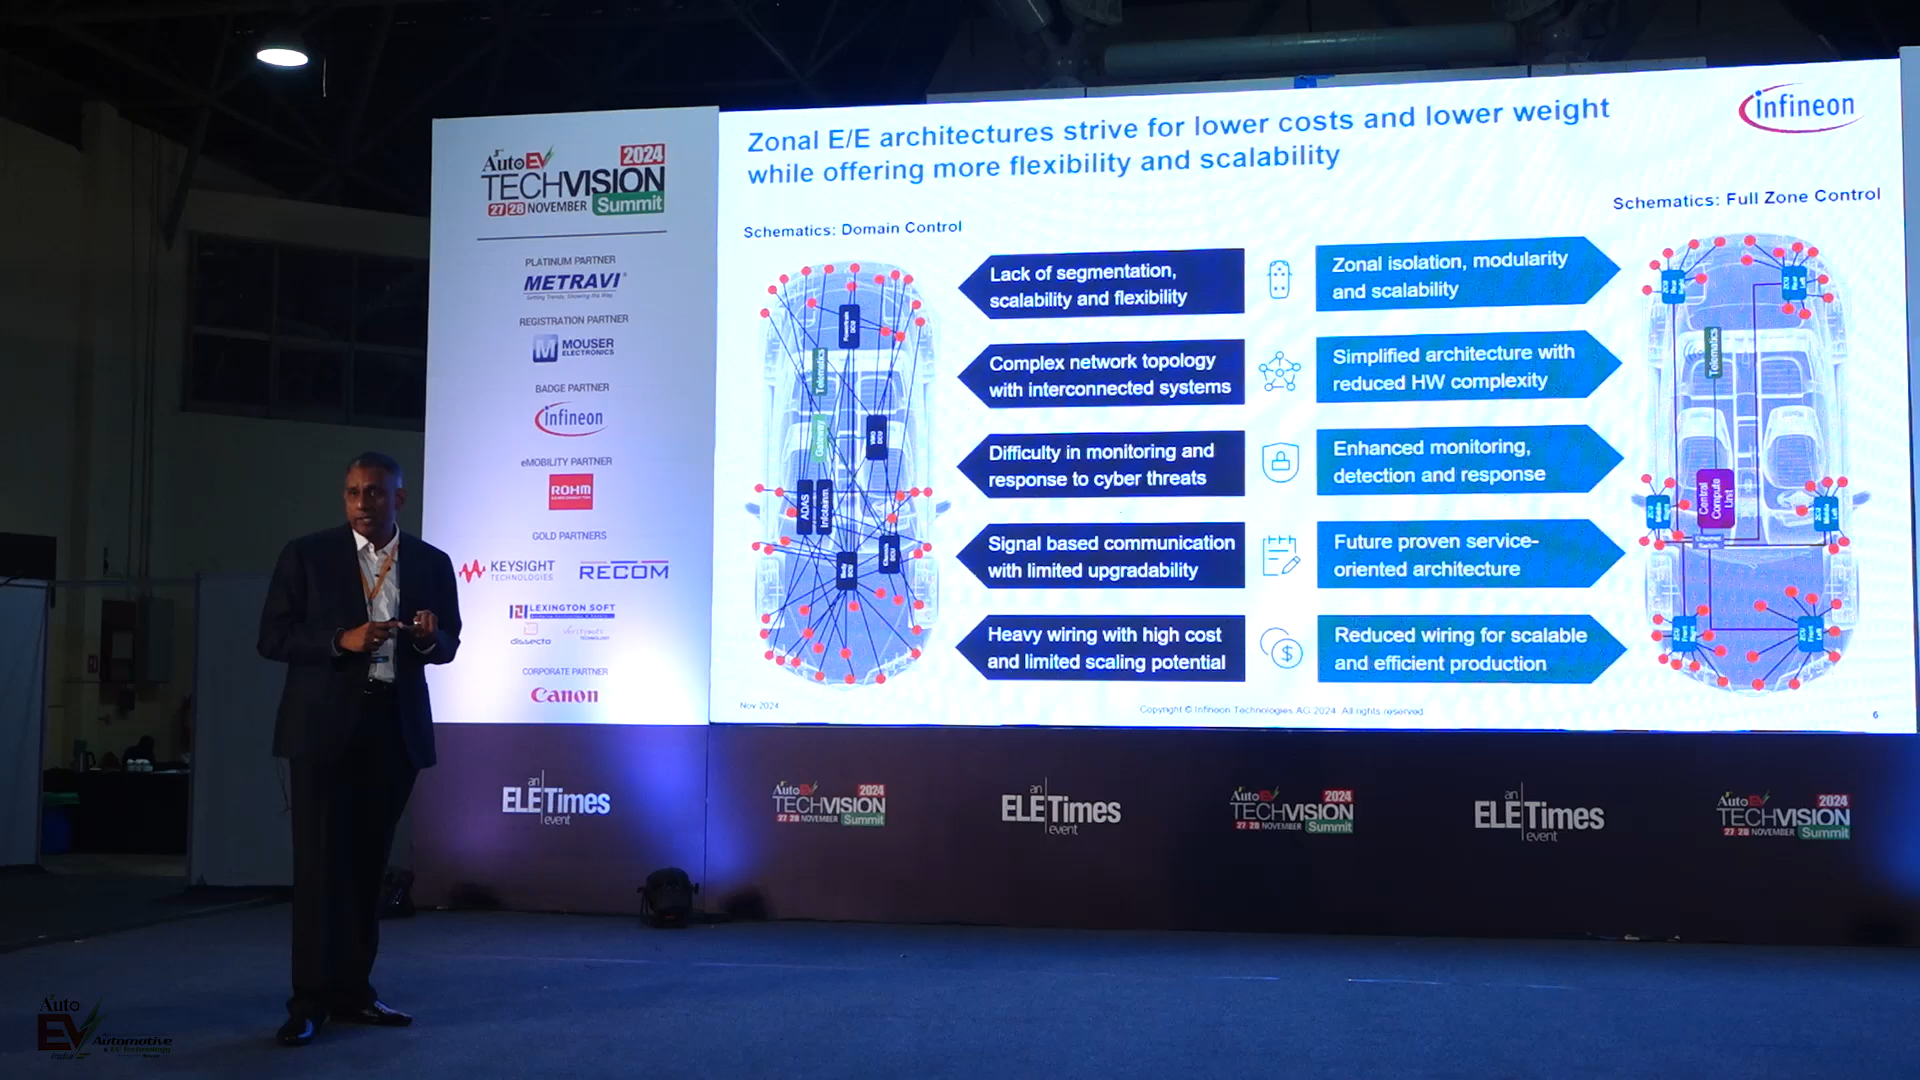 Auto EV
2024
TECHVISION
27 28 NOVEMBER Summit
PLATINUM PARTNER
METRAVI
REGISTRATION PARTNER
M MOUSER
ELECTRONICS
BADGE PARTNER
infineon
eMOBILITY PARTNER
ROHM
SEMICONDUCTOR
GOLD PARTNERS
KEYSIGHT
TECHNOLOGIES
RECOM
LEXINGTON SOFT
dissecto
CORPORATE PARTNER
Canon
Zonal E/E architectures strive for lower costs and lower weight
while offering more flexibility and scalability
infineon
Schematics: Domain Control
Schematics: Full Zone Control
Lack of segmentation,
scalability and flexibility
Zonal isolation, modularity
and scalability
Complex network topology
with interconnected systems
Simplified architecture with
reduced HW complexity
Difficulty in monitoring and
response to cyber threats
Enhanced monitoring,
detection and response
Signal based communication
with limited upgradability
Future proven service-
oriented architecture
Heavy wiring with high cost
and limited scaling potential
$
Reduced wiring for scalable
and efficient production
Telematics
Gateway
ADAS
Infotainm.
Telematics
Central
Compute
Unit
Nov 2024
Copyright © Infineon Technologies AG 2024. All rights reserved.
6
an
ELETimes
event
Auto EV
2024
TECHVISION
27 28 NOVEMBER Summit
an
ELETimes
event
Auto EV
2024
TECHVISION
27 28 NOVEMBER Summit
an
ELETimes
event
Auto EV
2024
TECHVISION
27 28 NOVEMBER Summit
Auto
EV
India
Automotive